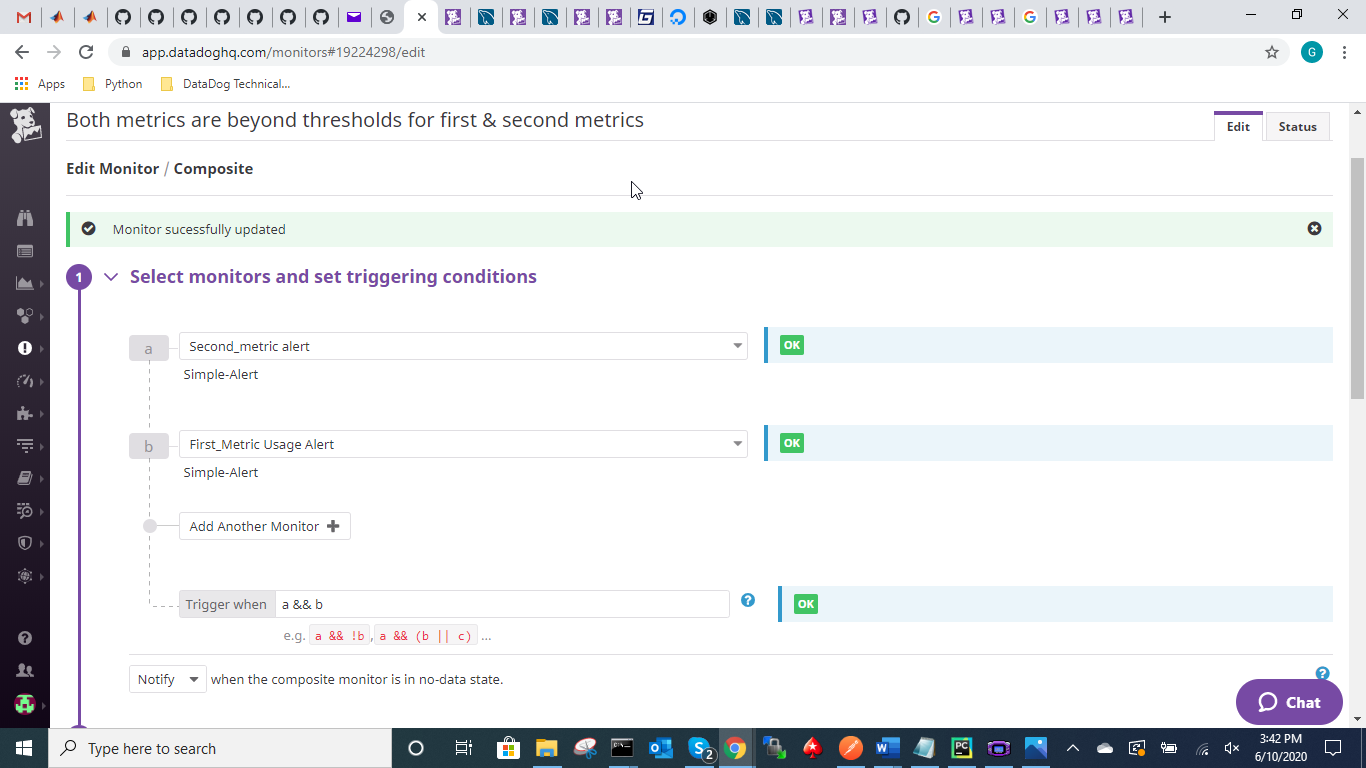 app.datadoghq.com/monitors#19224298/edit
G
Apps
Python
DataDog Technical...
Both metrics are beyond thresholds for first & second metrics
Edit
Status
Edit Monitor / Composite
Monitor sucessfully updated
1
Select monitors and set triggering conditions
a
Second_metric alert
OK
Simple-Alert
b
First_Metric Usage Alert
OK
Simple-Alert
Add Another Monitor
Trigger when
a && b
?
OK
e.g. a && !b , a && (b || c) ...
Notify
when the composite monitor is in no-data state.
?
Chat
Type here to search
2
PC
3:42 PM
6/10/2020